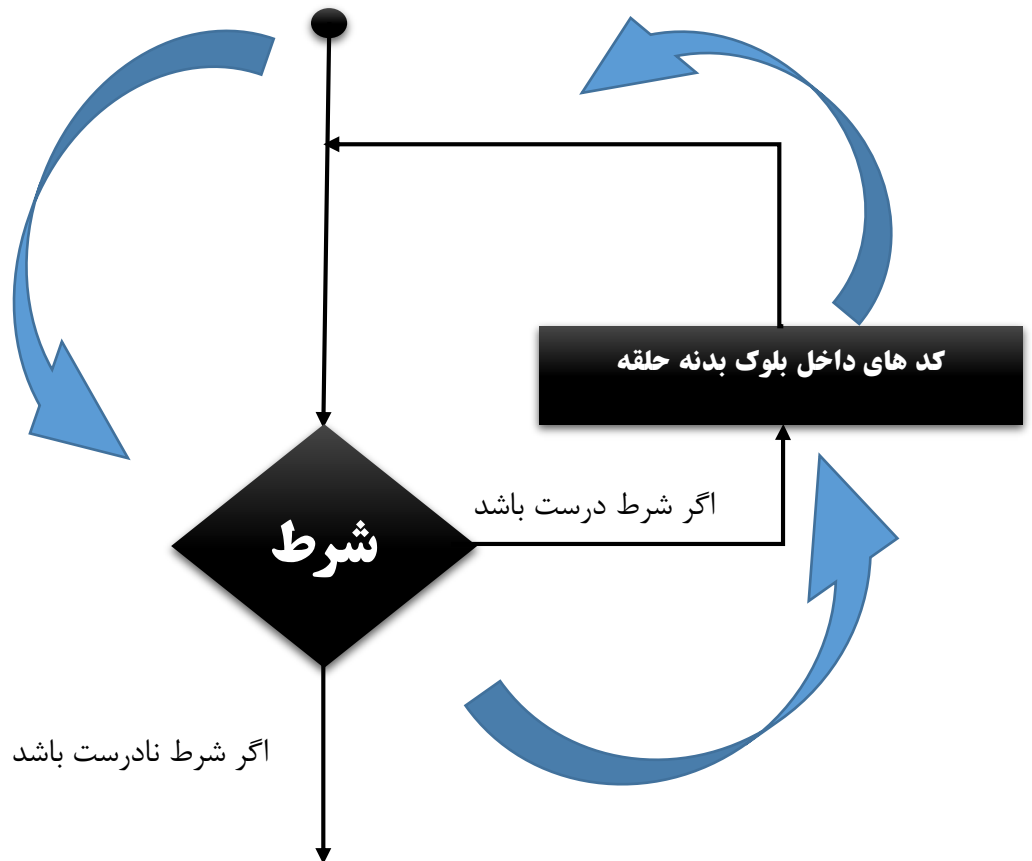 کد های داخل بلوک بدنه حلقه
اگر شرط درست باشد
شرط
اگر شرط نادرست باشد